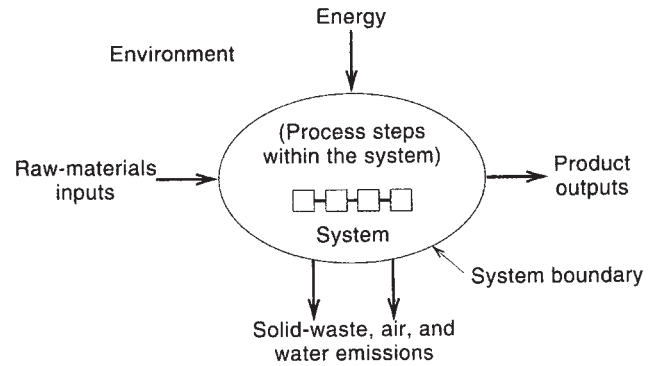 Energy
Environment
(Process steps
within the system)
Raw-materials
inputs
Product
outputs
System
System boundary
Solid-waste, air, and
water emissions